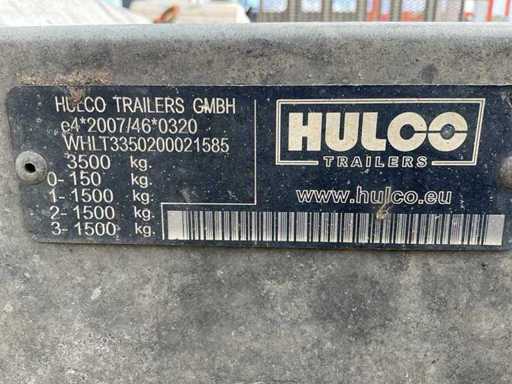 HULCO TRAILERS GMBH
e4*2007/46*0320
WHLT3350200021585
3500 kg.
0- 150 kg.
1- 1500 kg.
2- 1500 kg.
3- 1500 kg.
HULCO
TRAILERS
www.hulco.eu